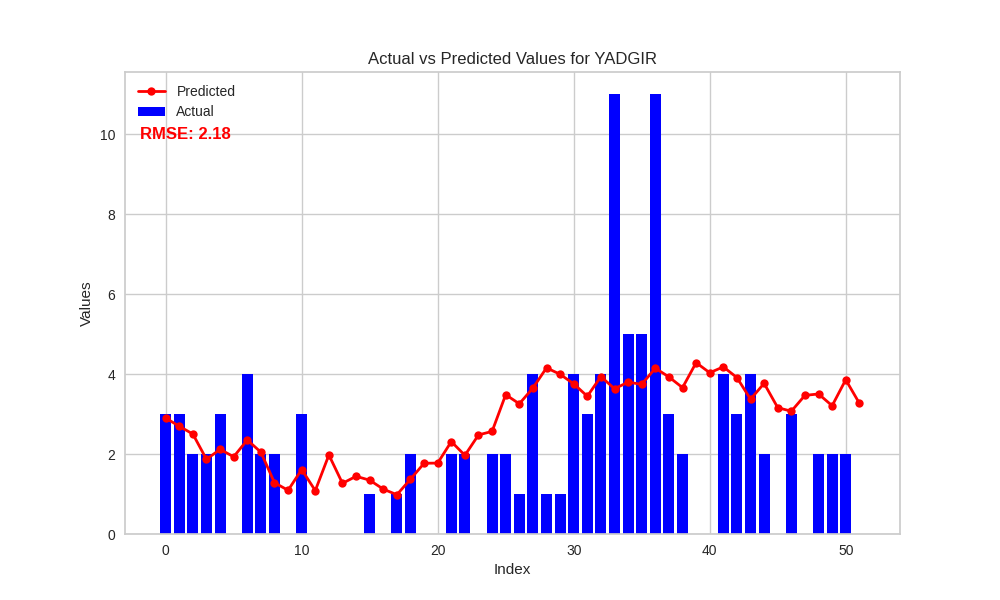 Actual vs Predicted Values for YADGIR
Predicted
Actual
RMSE: 2.18
Values
10
8
6
4
2
0
0 10 20 30 40 50
Index